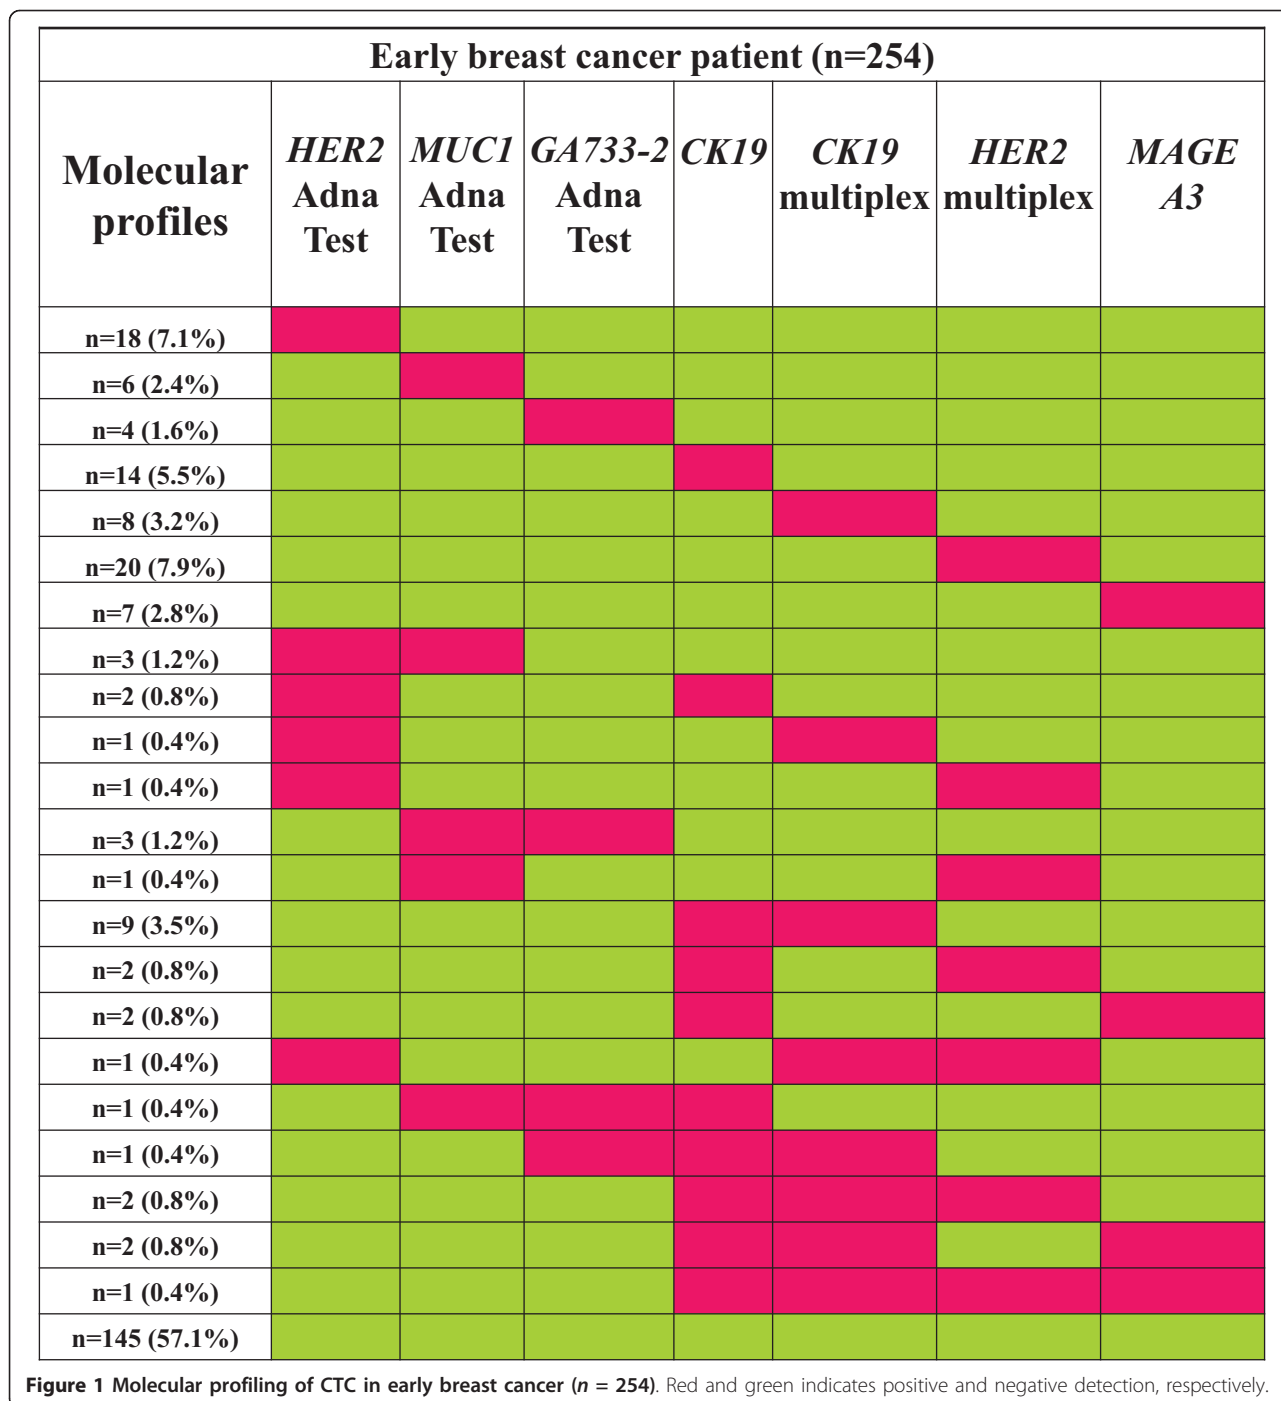 Early breast cancer patient (n=254)
Molecular profiles
HER2 Adna Test
MUC1 Adna Test
GA733-2 Adna Test
CK19
CK19 multiplex
HER2 multiplex
MAGE A3
n=18 (7.1%)
n=6 (2.4%)
n=4 (1.6%)
n=14 (5.5%)
n=8 (3.2%)
n=20 (7.9%)
n=7 (2.8%)
n=3 (1.2%)
n=2 (0.8%)
n=1 (0.4%)
n=1 (0.4%)
n=3 (1.2%)
n=1 (0.4%)
n=9 (3.5%)
n=2 (0.8%)
n=2 (0.8%)
n=1 (0.4%)
n=1 (0.4%)
n=1 (0.4%)
n=2 (0.8%)
n=2 (0.8%)
n=1 (0.4%)
n=145 (57.1%)
Figure 1 Molecular profiling of CTC in early breast cancer (n = 254). Red and green indicates positive and negative detection, respectively.